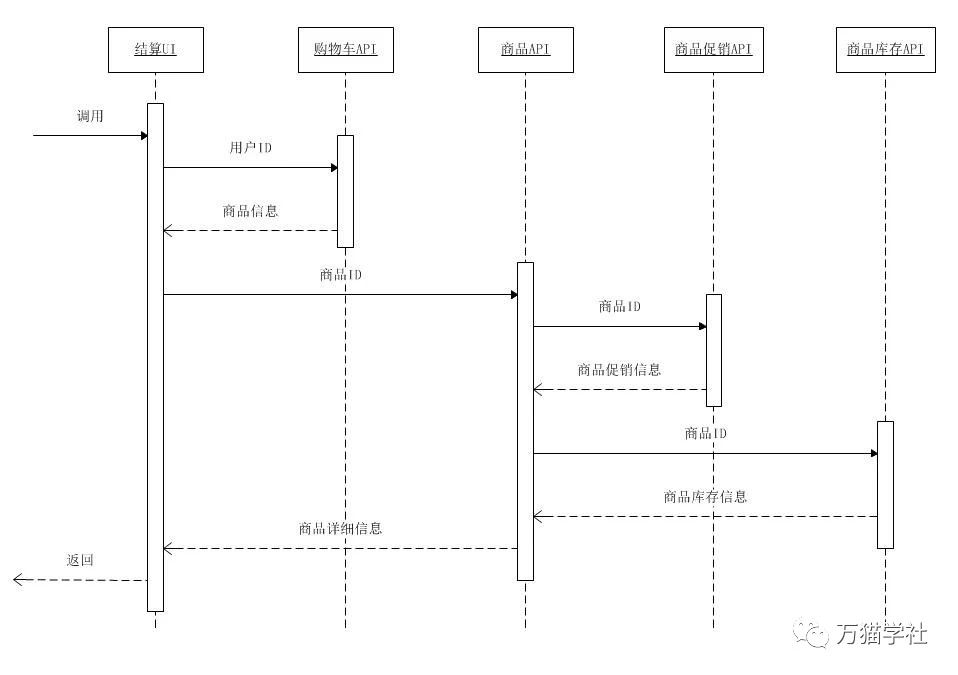 结算UI
购物车API
商品API
商品促销API
商品库存API
调用
用户ID
商品信息
商品ID
商品ID
商品促销信息
商品ID
商品库存信息
商品详细信息
返回
万猫学社